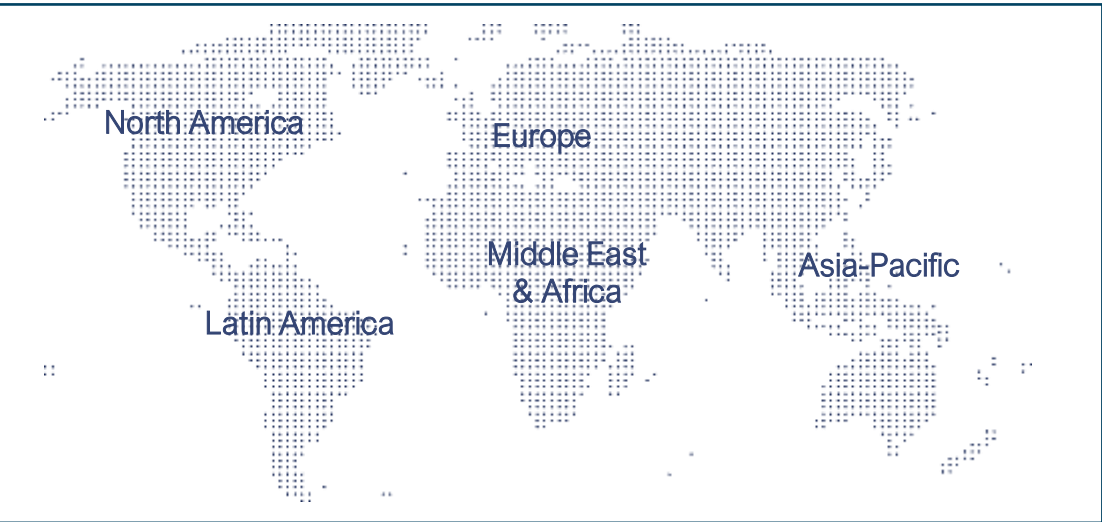 North America
Europe
Middle East
& Africa
Asia-Pacific
Latin America